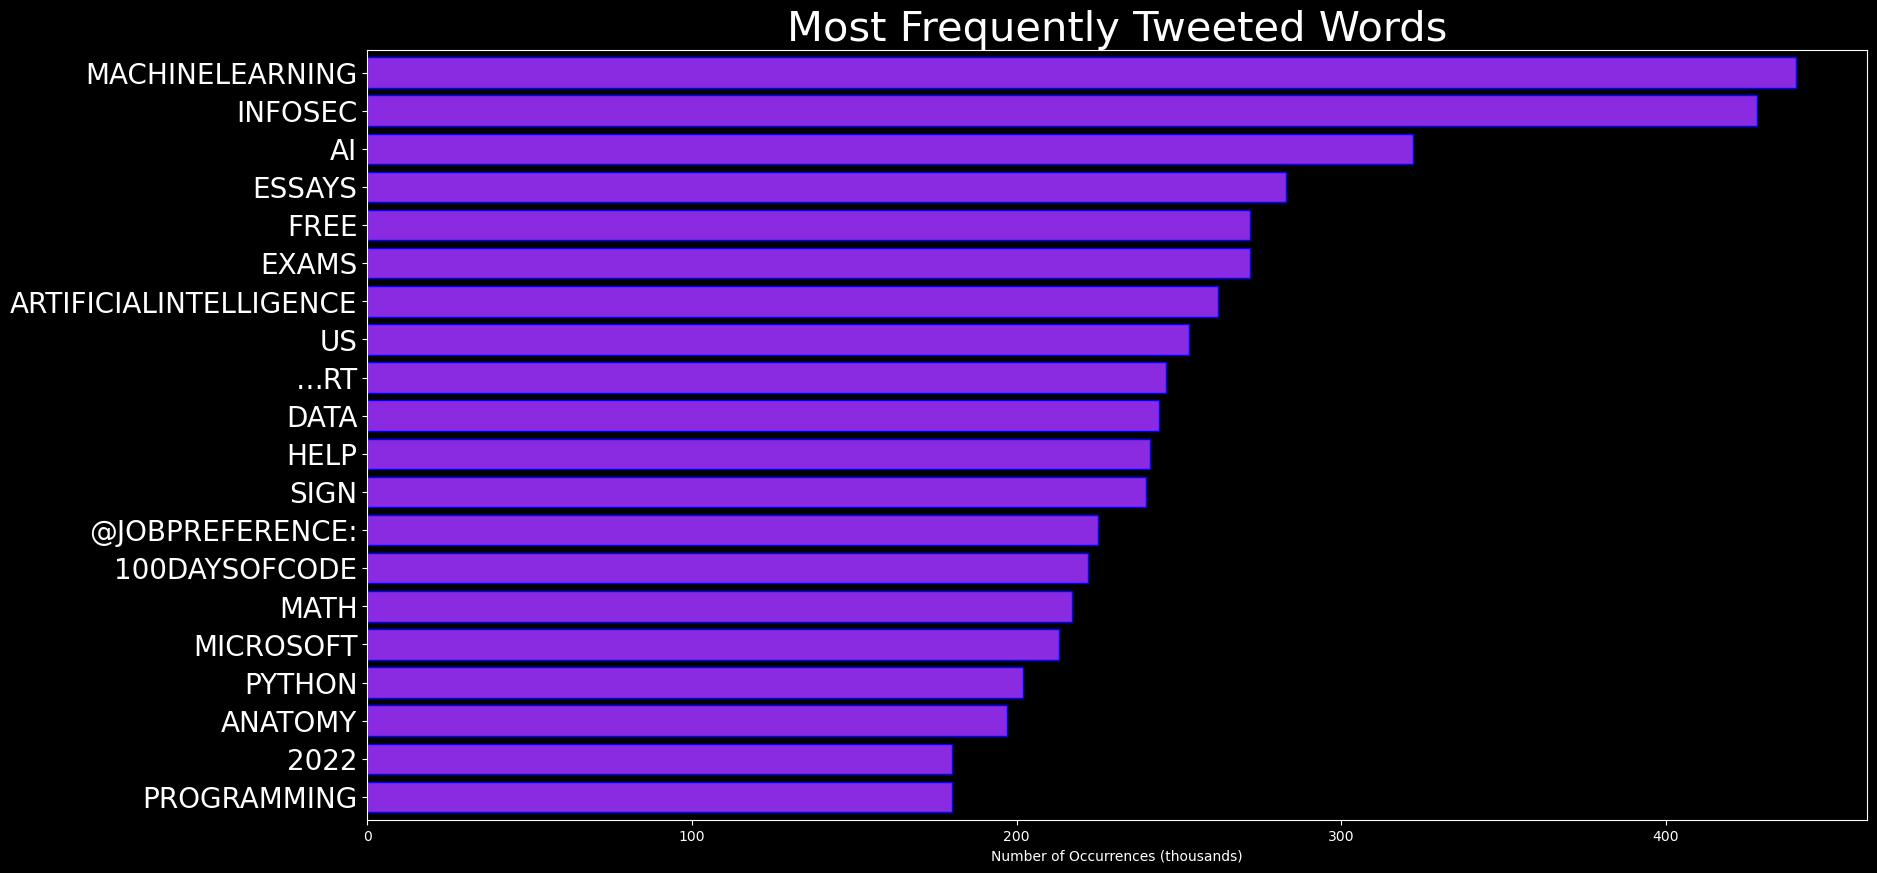 Most Frequently Tweeted Words
MACHINELEARNING
INFOSEC
AI
ESSAYS
FREE
EXAMS
ARTIFICIALINTELLIGENCE
US
...RT
DATA
HELP
SIGN
@JOBPREFERENCE:
100DAYSOFCODE
MATH
MICROSOFT
PYTHON
ANATOMY
2022
PROGRAMMING
0 100 200 300 400
Number of Occurrences (thousands)